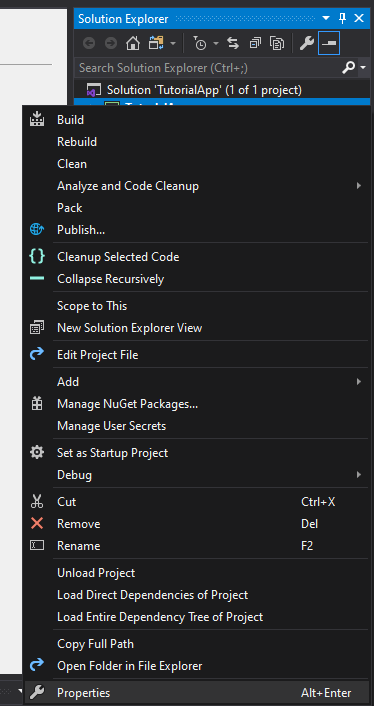 Solution Explorer
Search Solution Explorer (Ctrl+;)
Solution 'TutorialApp' (1 of 1 project)
Build
Rebuild
Clean
Analyze and Code Cleanup
Pack
Publish...
Cleanup Selected Code
Collapse Recursively
Scope to This
New Solution Explorer View
Edit Project File
Add
Manage NuGet Packages...
Manage User Secrets
Set as Startup Project
Debug
Cut Ctrl+X
Remove Del
Rename F2
Unload Project
Load Direct Dependencies of Project
Load Entire Dependency Tree of Project
Copy Full Path
Open Folder in File Explorer
Properties Alt+Enter